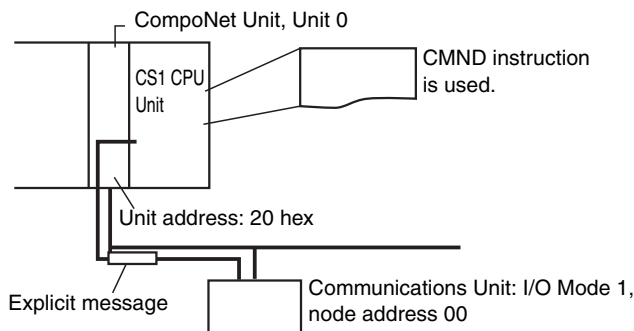 CompoNet Unit, Unit 0
CS1 CPU
Unit
CMND instruction
is used.
Unit address: 20 hex
Explicit message
Communications Unit: I/O Mode 1,
node address 00